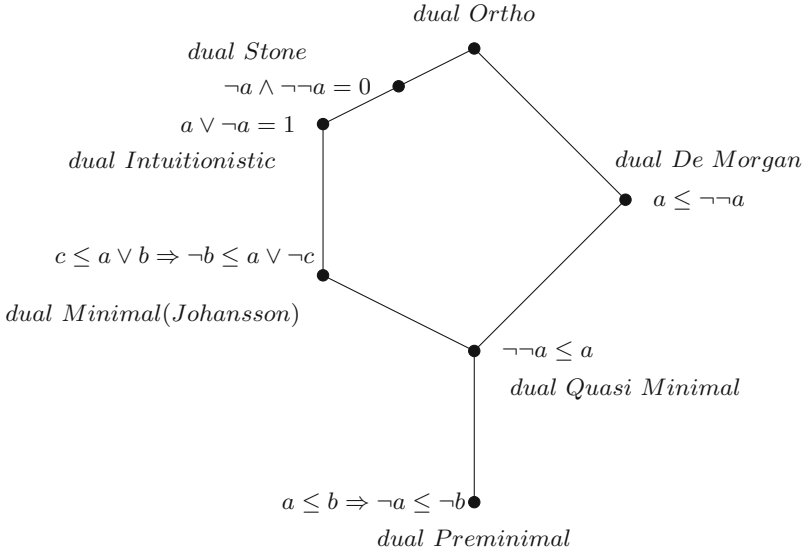 dual Ortho
dual Stone
¬a ∧ ¬¬a = 0
a ∨ ¬a = 1
dual Intuitionistic
dual De Morgan
a ≤ ¬¬a
c ≤ a ∨ b ⇒ ¬b ≤ a ∨ ¬c
dual Minimal(Johansson)
¬¬a ≤ a
dual Quasi Minimal
a ≤ b ⇒ ¬a ≤ ¬b
dual Preminimal